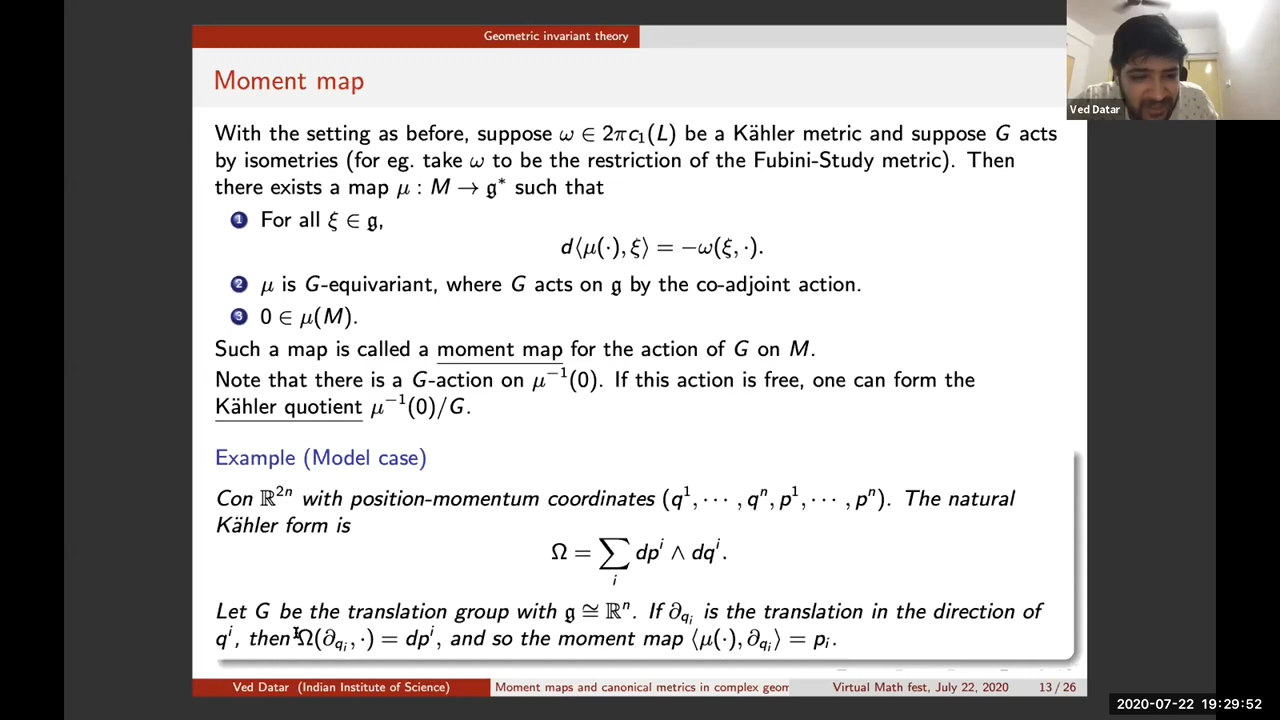 Geometric invariant theory
Moment map
Ved Datar
With the setting as before, suppose ω ∈ 2πc₁(L) be a Kähler metric and suppose G acts
by isometries (for eg. take ω to be the restriction of the Fubini-Study metric). Then
there exists a map μ : M → 𝔤* such that
1 For all ξ ∈ 𝔤,
d⟨μ(·), ξ⟩ = −ω(ξ, ·).
2 μ is G-equivariant, where G acts on 𝔤 by the co-adjoint action.
3 0 ∈ μ(M).
Such a map is called a moment map for the action of G on M.
Note that there is a G-action on μ⁻¹(0). If this action is free, one can form the
Kähler quotient μ⁻¹(0)/G.
Example (Model case)
Con ℝ²ⁿ with position-momentum coordinates (q¹, ··· , qⁿ, p¹, ··· , pⁿ). The natural
Kähler form is
Ω = ∑ᵢ dpⁱ ∧ dqⁱ.
Let G be the translation group with 𝔤 ≅ ℝⁿ. If ∂_{qᵢ} is the translation in the direction of
qⁱ, then Ω(∂_{qᵢ}, ·) = dpⁱ, and so the moment map ⟨μ(·), ∂_{qᵢ}⟩ = pᵢ.
Ved Datar (Indian Institute of Science) Moment maps and canonical metrics in complex geom Virtual Math fest, July 22, 2020 13 / 26
2020-07-22 19:29:52